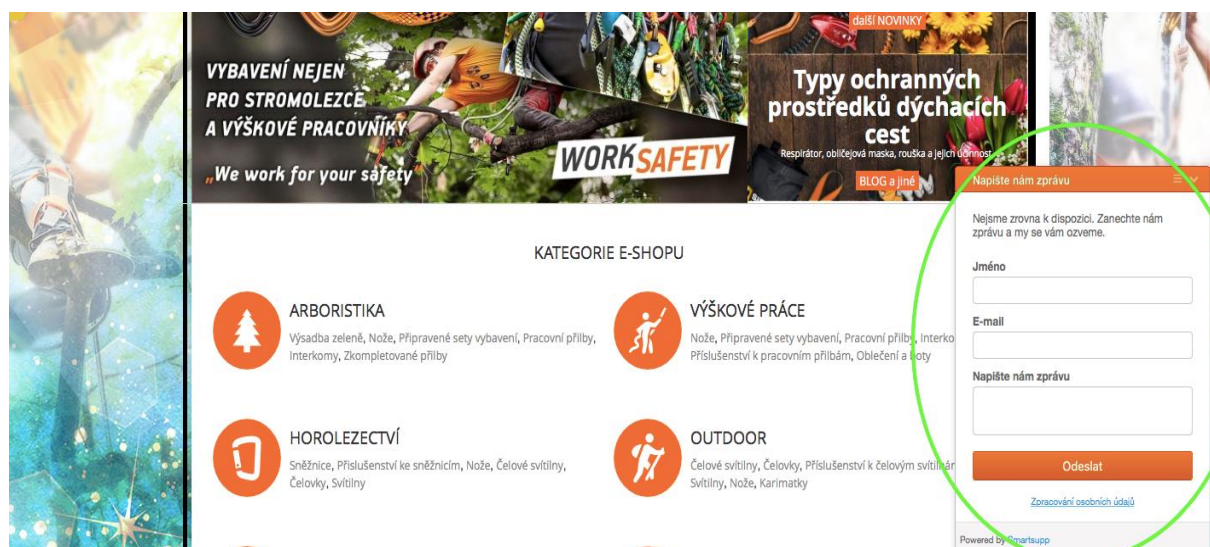 VYBAVENÍ NEJEN
PRO STROMOLEZCE
A VÝŠKOVÉ PRACOVNÍKY
„We work for your safety"
WORKSAFETY
další NOVINKY
Typy ochranných
prostředků dýchacích
cest
Respirátor, obličejová maska, rouška a jejich účinnost
BLOG a jiné
KATEGORIE E-SHOPU
ARBORISTIKA
Výsadba zeleně, Nože, Připravené sety vybavení, Pracovní přilby,
Interkomy, Zkompletované přilby
VÝŠKOVÉ PRÁCE
Nože, Připravené sety vybavení, Pracovní přilby, Interko
Příslušenství k pracovním přilbám, Oblečení a boty
HOROLEZECTVÍ
Sněžnice, Příslušenství ke sněžnicím, Nože, Čelové svítilny,
Čelovky, Svítilny
OUTDOOR
Čelové svítilny, Čelovky, Příslušenství k čelovým svítilnám
Svítilny, Nože, Karimatky
Napište nám zprávu
Nejsme zrovna k dispozici. Zanechte nám
zprávu a my se vám ozveme.
Jméno
E-mail
Napište nám zprávu
Odeslat
Zpracování osobních údajů
Powered by Smartsupp